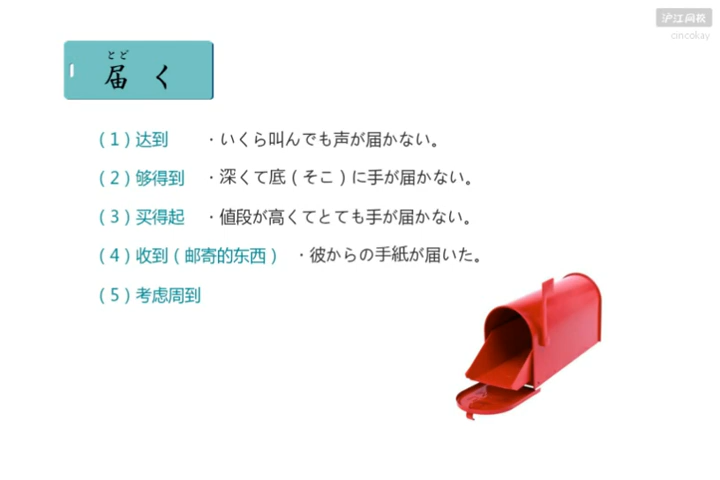 沪江网校
cincokay
とど
届く
（1）达到 ・いくら叫んでも声が届かない。
（2）够得到 ・深くて底（そこ）に手が届かない。
（3）买得起 ・値段が高くてとても手が届かない。
（4）收到（邮寄的东西） ・彼からの手紙が届いた。
（5）考虑周到